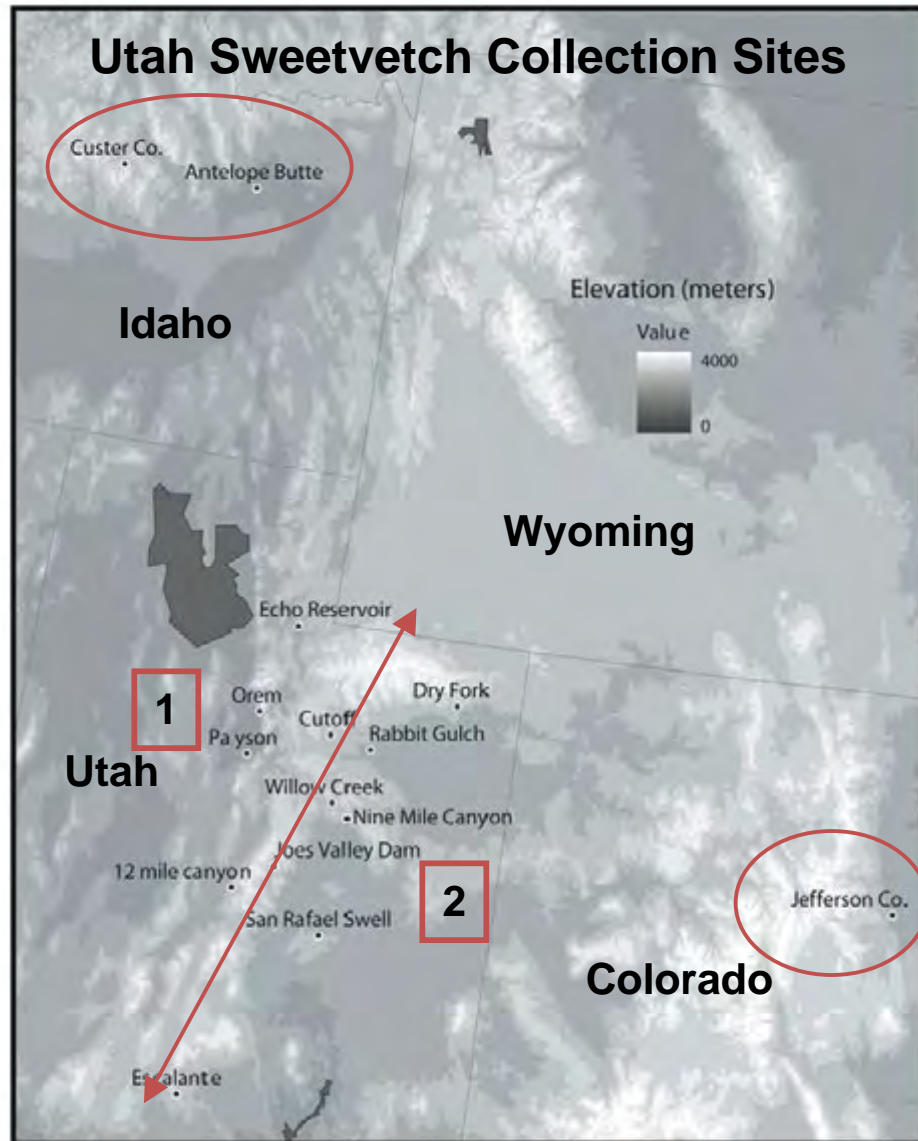 Utah Sweetvetch Collection Sites
Custer Co.
Antelope Butte
Elevation (meters)
Idaho
Value
4000
0
Wyoming
Echo Reservoir
1
Orem
Dry Fork
Cutoff
Payson
Rabbit Gulch
Utah
Willow Creek
Nine Mile Canyon
Joes Valley Dam
12 mile canyon
2
Jefferson Co.
San Rafael Swell
Colorado
Escalante